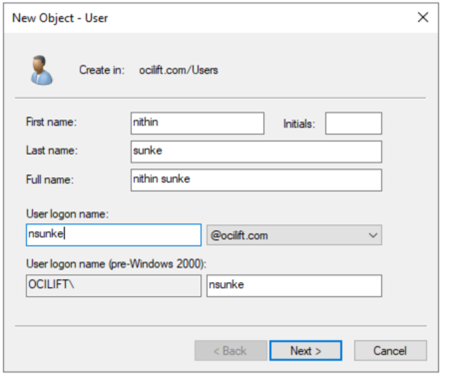 New Object - User
Create in: ocilift.com/Users
First name: nithin Initials:
Last name: sunke
Full name: nithin sunke
User logon name:
nsunke @ocilift.com
User logon name (pre-Windows 2000):
OCILIFT\ nsunke
< Back Next > Cancel